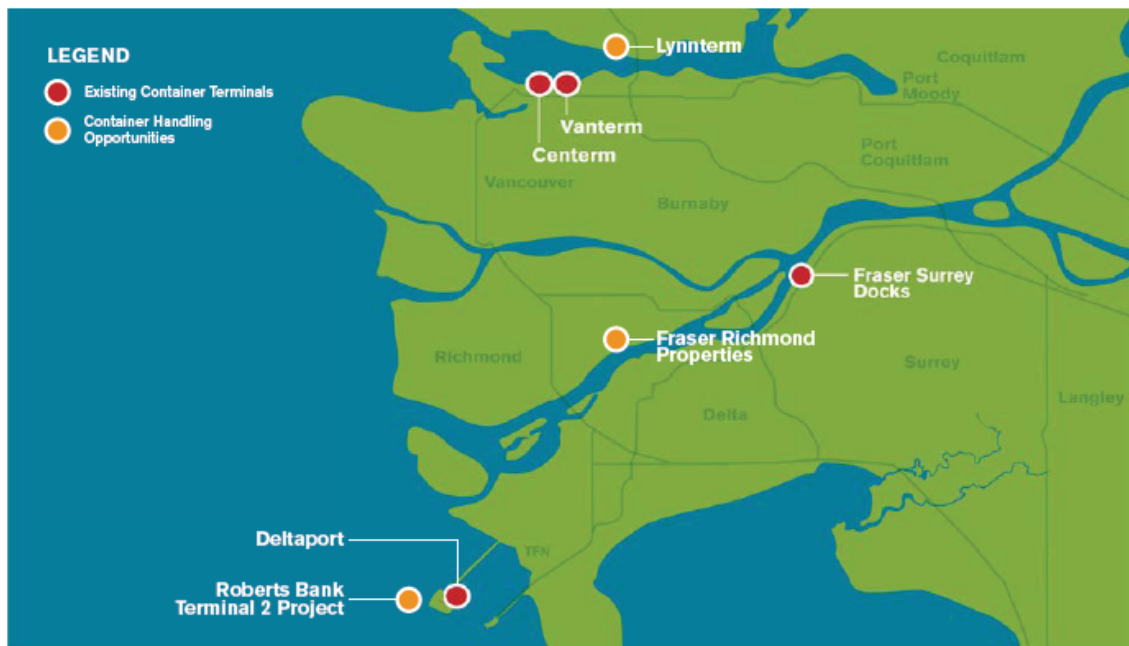 LEGEND
Existing Container Terminals
Container Handling
Opportunities
Lynnterm
Coquitlam
Port
Moody
Vanterm
Centerm
Port
Coquitlam
Vancouver
Burnaby
Fraser Surrey
Docks
Fraser Richmond
Properties
Richmond
Surrey
Langley
Delta
Deltaport
TFN
Roberts Bank
Terminal 2 Project